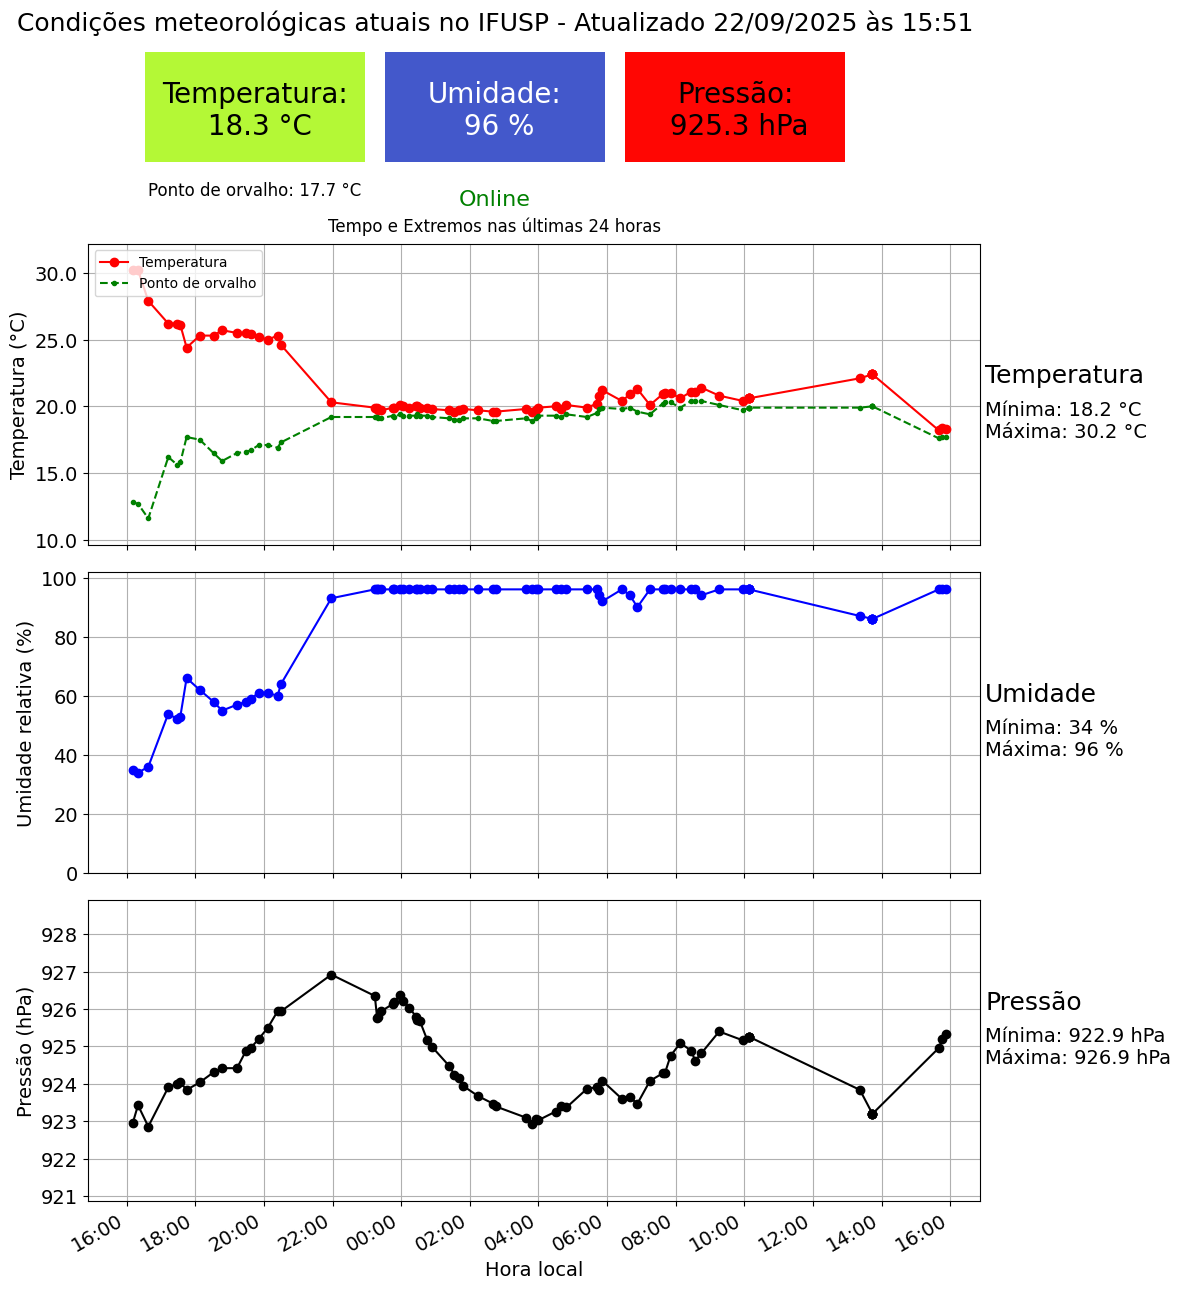 Condições meteorológicas atuais no IFUSP - Atualizado 22/09/2025 às 15:51
Temperatura:
18.3 °C
Umidade:
96 %
Pressão:
925.3 hPa
Ponto de orvalho: 17.7 °C
Online
Tempo e Extremos nas últimas 24 horas
Temperatura
Ponto de orvalho
Temperatura (°C)
30.0
25.0
20.0
15.0
10.0
Temperatura
Mínima: 18.2 °C
Máxima: 30.2 °C
Umidade relativa (%)
100
80
60
40
20
0
Umidade
Mínima: 34 %
Máxima: 96 %
Pressão (hPa)
928
927
926
925
924
923
922
921
Pressão
Mínima: 922.9 hPa
Máxima: 926.9 hPa
16:00
18:00
20:00
22:00
00:00
02:00
04:00
06:00
08:00
10:00
12:00
14:00
16:00
Hora local